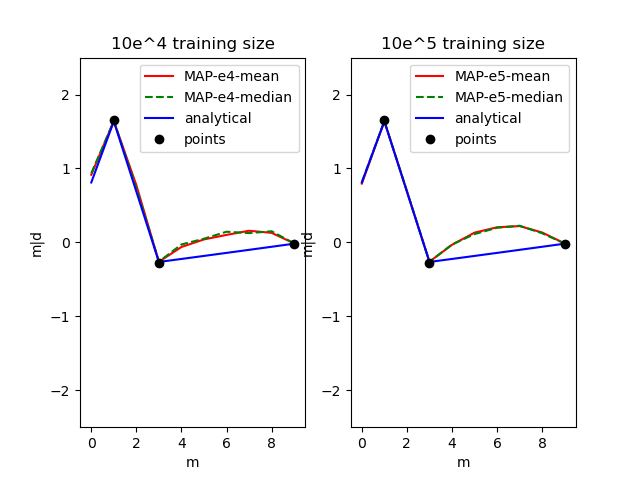 10e^4 training size
MAP-e4-mean
MAP-e4-median
analytical
points
2
1
0
−1
−2
m|d
0
2
4
6
8
m
10e^5 training size
MAP-e5-mean
MAP-e5-median
analytical
points
2
1
0
−1
−2
m|d
0
2
4
6
8
m